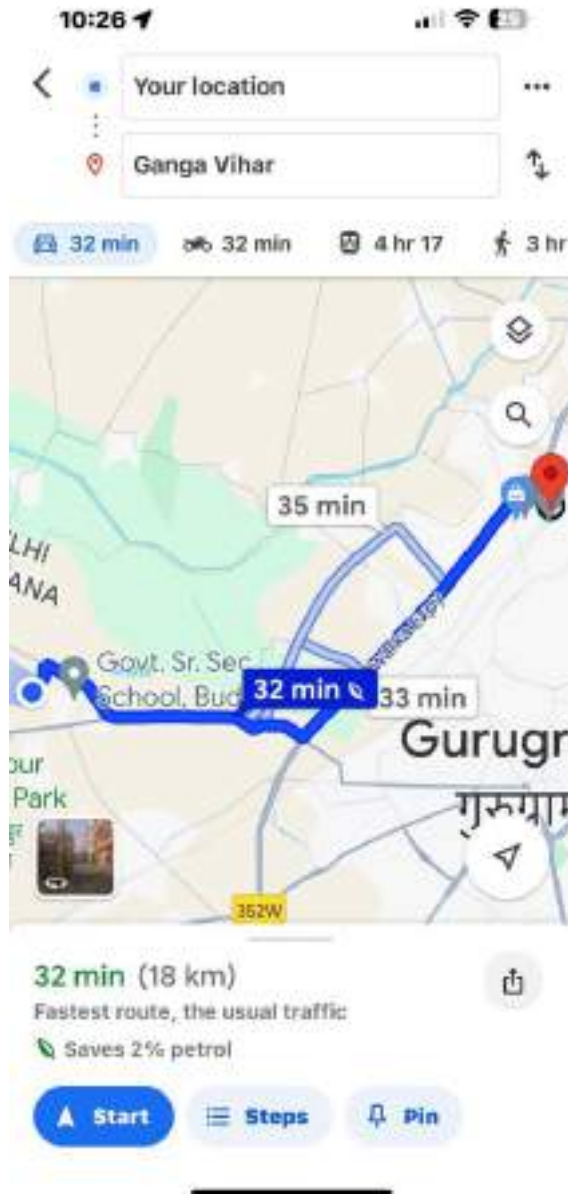 10:26
Your location
Ganga Vihar
32 min
32 min
4 hr 17
3 hr
35 min
LHI
ANA
Govt. Sr. Sec
School, Bud
32 min
33 min
Gurugr
गुरुग्राम
our
Park
352W
32 min (18 km)
Fastest route, the usual traffic
Saves 2% petrol
Start
Steps
Pin